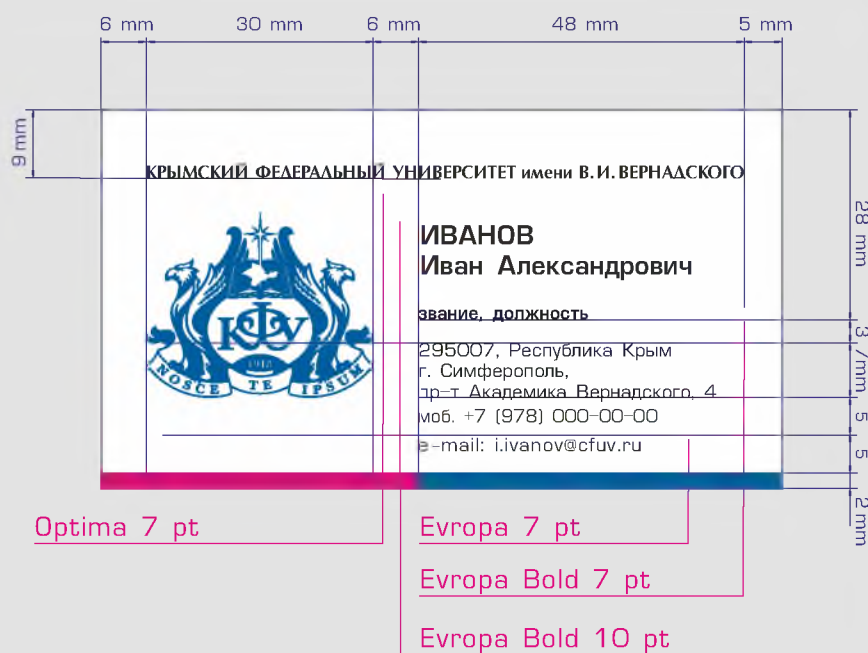 6 mm 30 mm 6 mm 48 mm 5 mm
9 mm
КРЫМСКИЙ ФЕДЕРАЛЬНЫЙ УНИВЕРСИТЕТ имени В. И. ВЕРНАДСКОГО
28 mm
ИВАНОВ
Иван Александрович
звание, должность
3
КФУ
295007, Республика Крым
7mm
1918
г. Симферополь,
NOSCE TE IPSUM
пр-т Академика Вернадского, 4
моб. +7 (978) 000-00-00
5
e-mail: i.ivanov@cfuv.ru
5
2 mm
Optima 7 pt
Evropa 7 pt
Evropa Bold 7 pt
Evropa Bold 10 pt